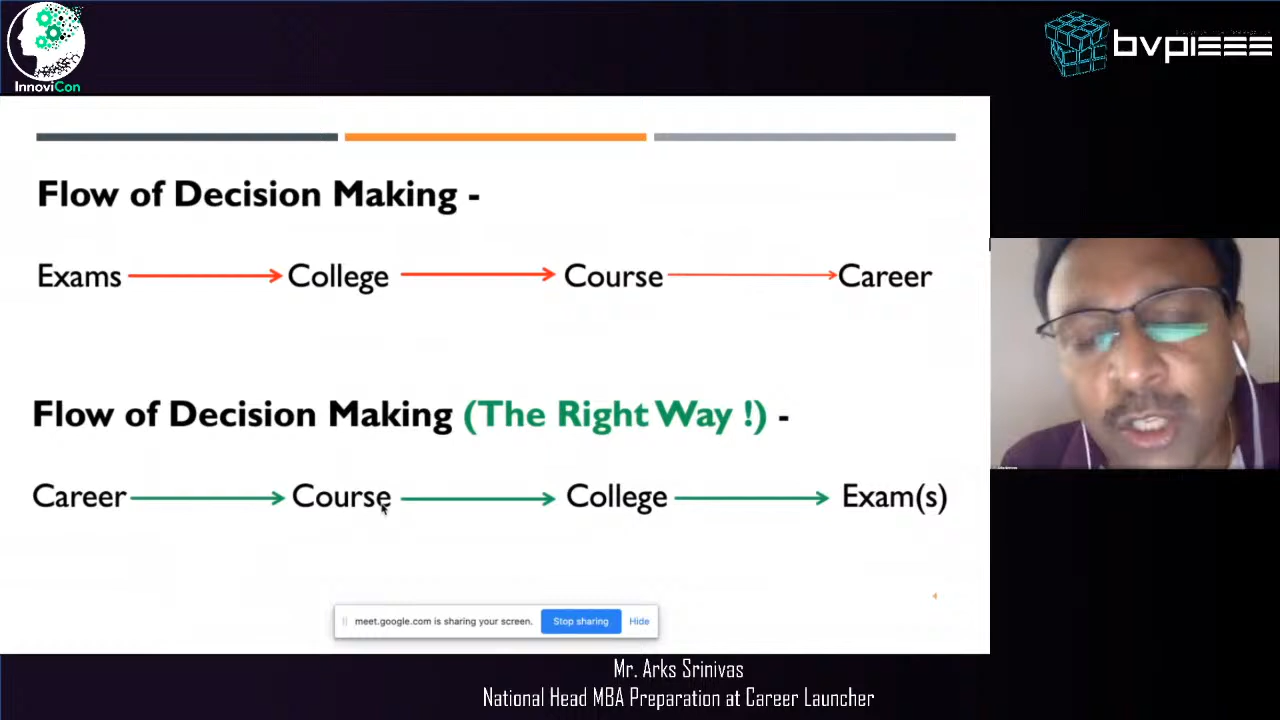 InnoviCon
bvpieee
Flow of Decision Making -
Exams College Course Career
Flow of Decision Making (The Right Way !) -
Career Course College Exam(s)
meet.google.com is sharing your screen. Stop sharing Hide
Mr. Arks Srinivas
National Head MBA Preparation at Career Launcher